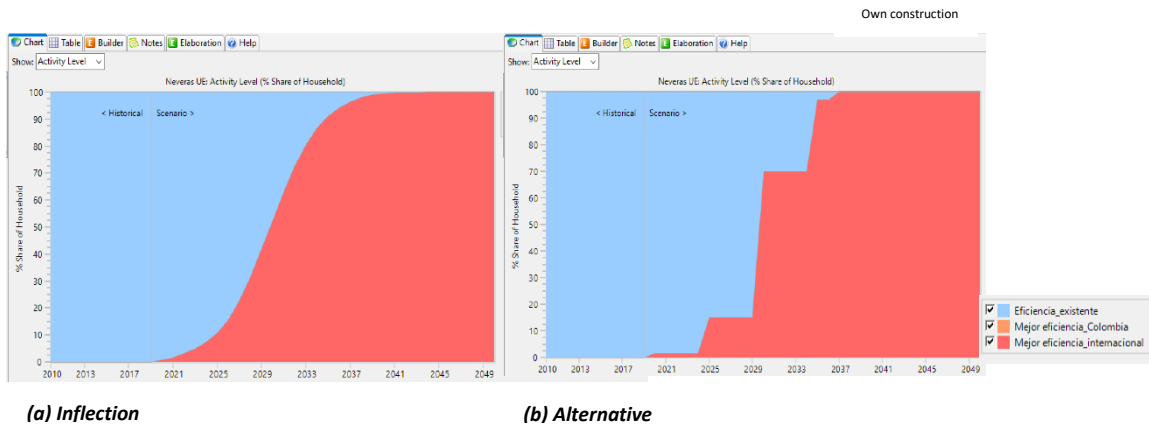 Own construction
Chart Table Builder Notes Elaboration Help
Show: Activity Level
Neveras UE: Activity Level (% Share of Household)
% Share of Household
100
90
80
70
60
50
40
30
20
10
0
< Historical Scenario >
2010 2013 2017 2021 2025 2029 2033 2037 2041 2045 2049
(a) Inflection
Chart Table Builder Notes Elaboration Help
Show: Activity Level
Neveras UE: Activity Level (% Share of Household)
% Share of Household
100
90
80
70
60
50
40
30
20
10
0
< Historical Scenario >
2010 2013 2017 2021 2025 2029 2033 2037 2041 2045 2049
Eficiencia_existente
Mejor eficiencia_Colombia
Mejor eficiencia_internacional
(b) Alternative